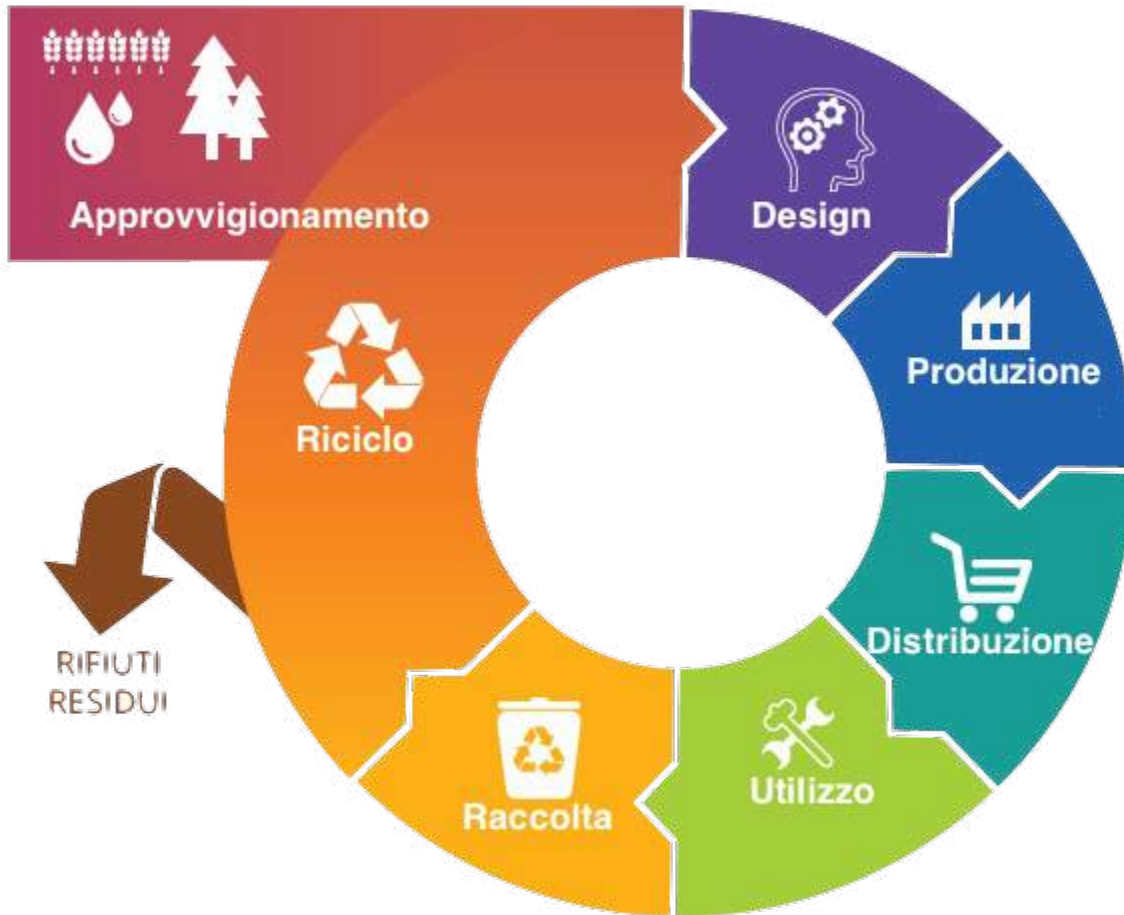 Approvvigionamento
Design
Produzione
Distribuzione
Utilizzo
Raccolta
Riciclo
RIFIUTI
RESIDUI